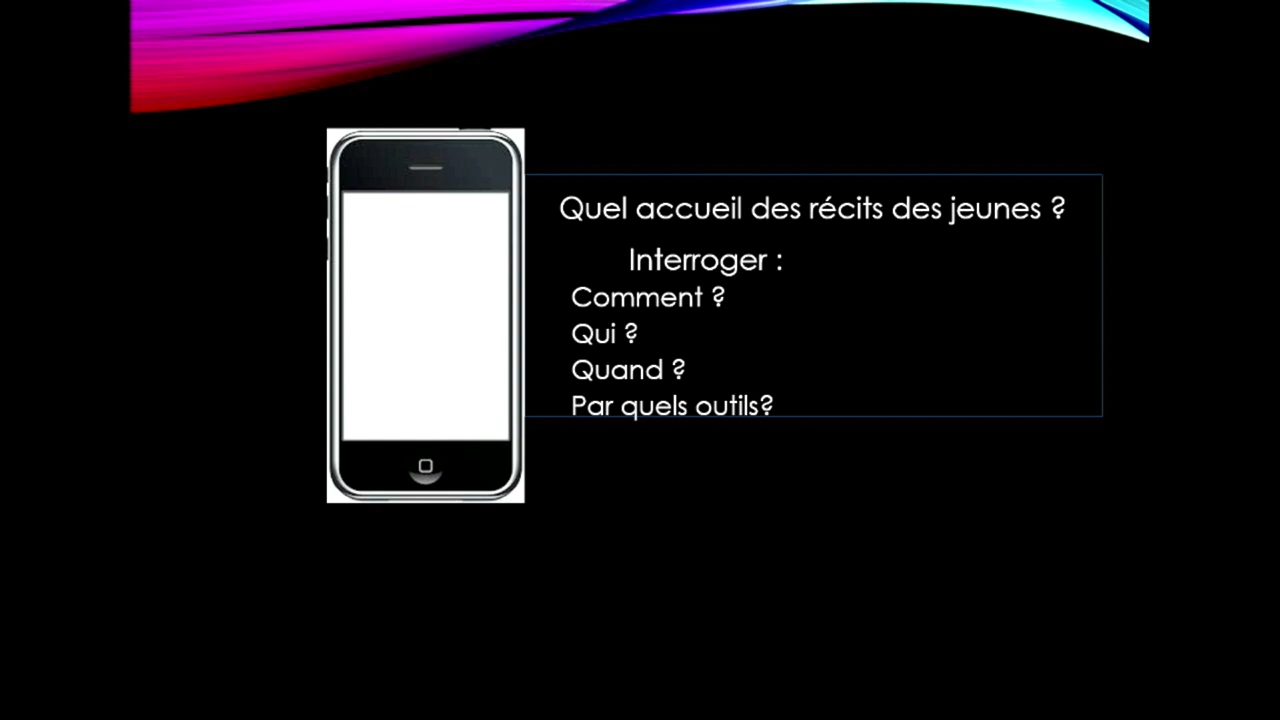 Quel accueil des récits des jeunes ?
Interroger :
Comment ?
Qui ?
Quand ?
Par quels outils?